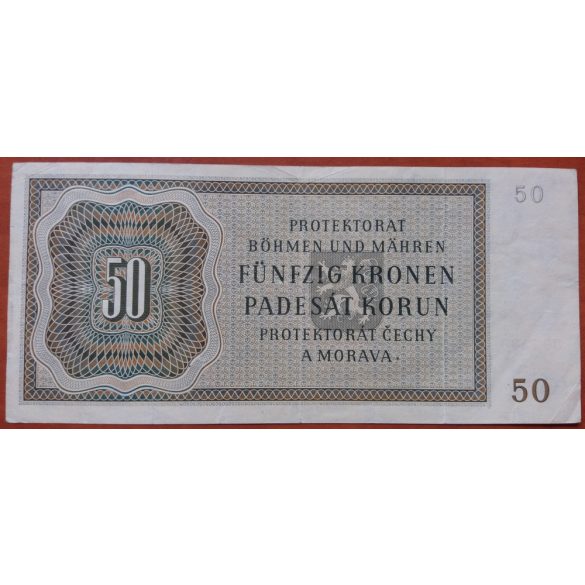 50
PROTEKTORAT
BÖHMEN UND MÄHREN
FÜNFZIG KRONEN
PADESÁT KORUN
PROTEKTORÁT ČECHY
A MORAVA.
50
50